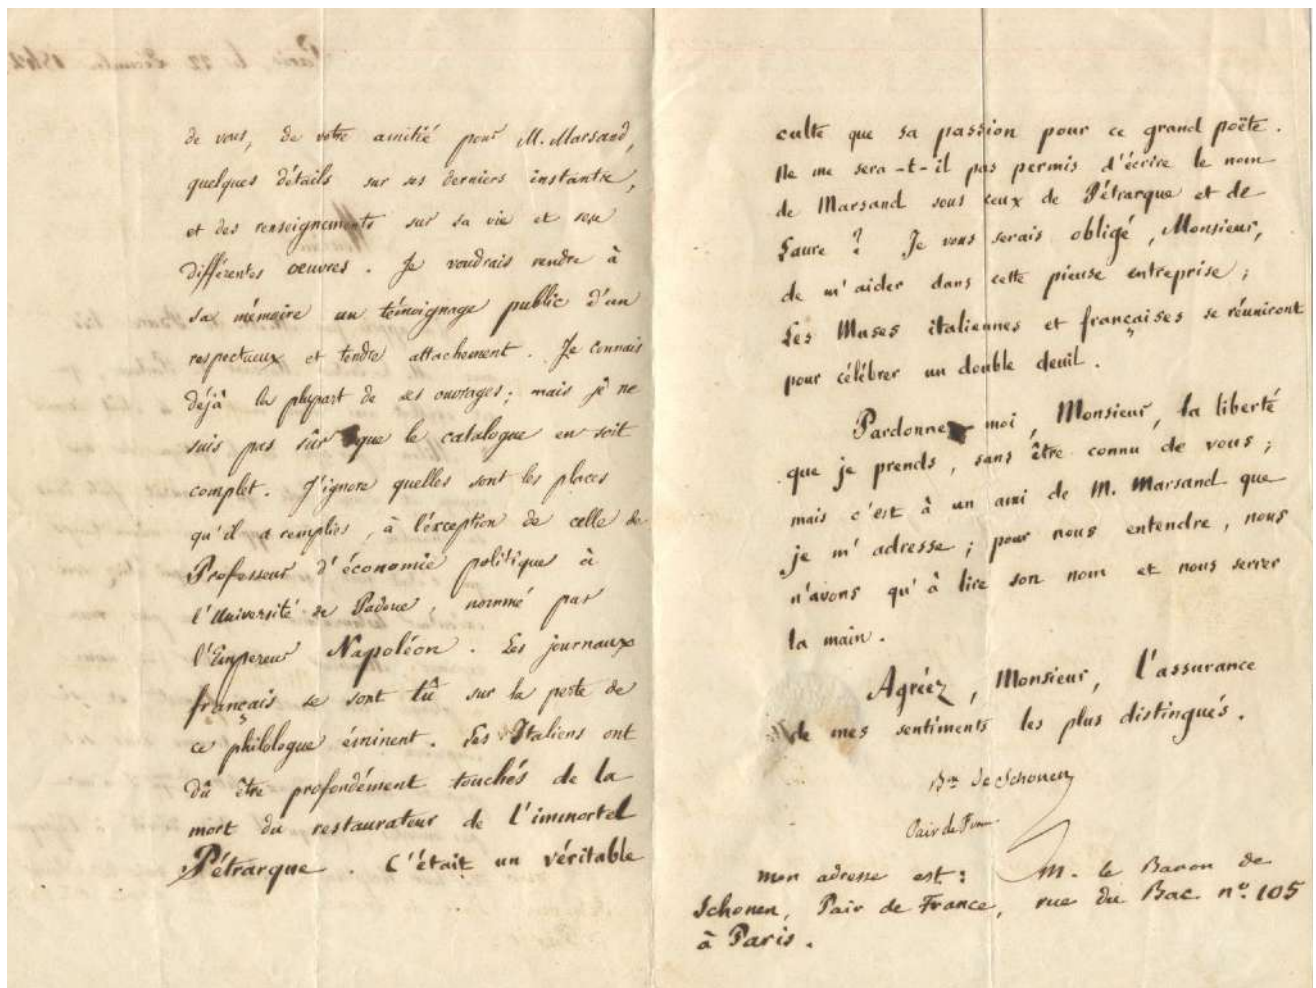 de vous, de votre amitié pour M. Marsand,
quelques détails sur ses derniers instants,
et des renseignements sur sa vie et ses
différentes oeuvres. Je voudrais rendre à
sa mémoire un témoignage public d'un
respectueux et tendre attachement. Je connais
déjà la plupart de ses ouvrages; mais je ne
suis pas sûr que le catalogue en soit
complet. J'ignore quelles sont les places
qu'il a remplies, à l'éxception de celle de
Professeur d'économie politique à
l'Université de Padoue, nommé par
l'Empereur Napoléon. Les journaux
français se sont tû sur la perte de
ce philologue éminent. Les Italiens ont
dû être profondément touchés de la
mort du restaurateur de l'immortel
Pétrarque. C'était un véritable
culte que sa passion pour ce grand poëte.
Ne me sera-t-il pas permis d'écrire le nom
de Marsand sous ceux de Pétrarque et de
Laure? Je vous serais obligé, Monsieur,
de m'aider dans cette pieuse entreprise;
Les Muses italiennes et françaises se réuniront
pour célébrer un double deuil.
Pardonnez moi, Monsieur, la liberté
que je prends, sans être connu de vous;
mais c'est à un ami de M. Marsand que
je m'adresse; pour nous entendre, nous
n'avons qu'à lire son nom et nous serrer
la main.
Agréez, Monsieur, l'assurance
de mes sentiments les plus distingués.
Bon de Schonen
Pair de France
mon adresse est: M. le Baron de
Schonen, Pair de France, rue du Bac n.º 105
à Paris.